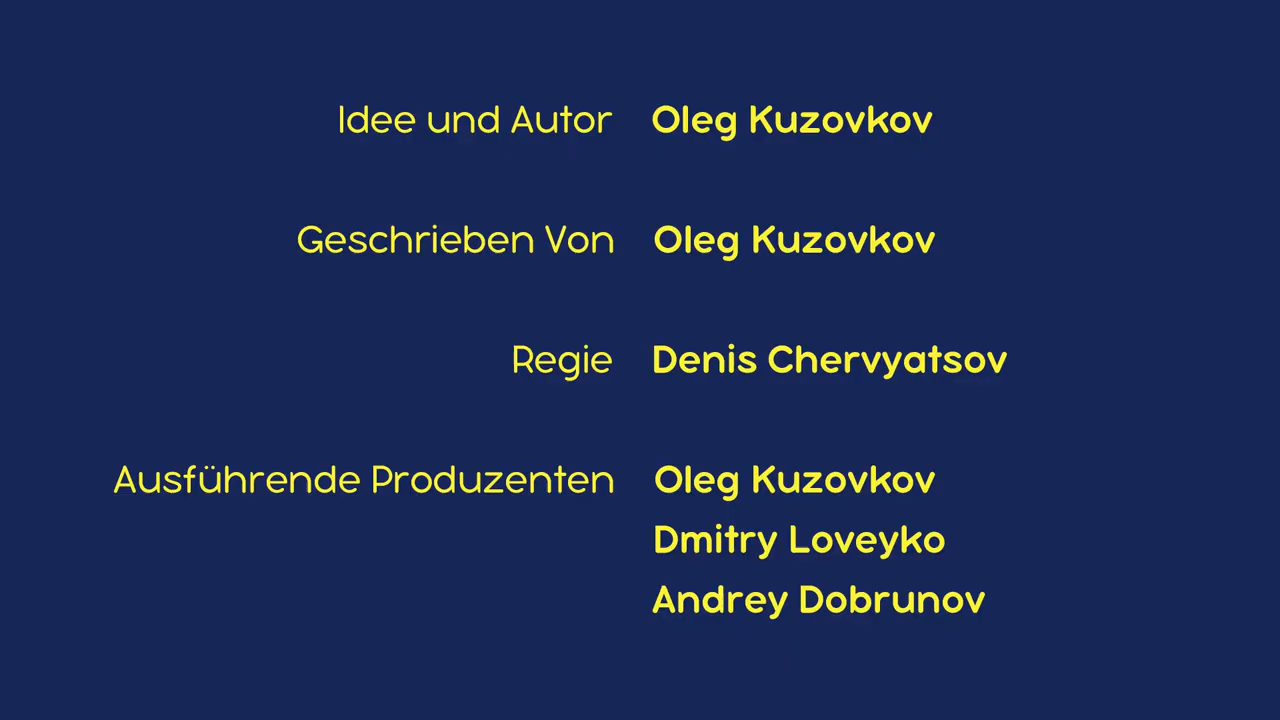 Idee und Autor Oleg Kuzovkov
Geschrieben Von Oleg Kuzovkov
Regie Denis Chervyatsov
Ausführende Produzenten Oleg Kuzovkov
Dmitry Loveyko
Andrey Dobrunov